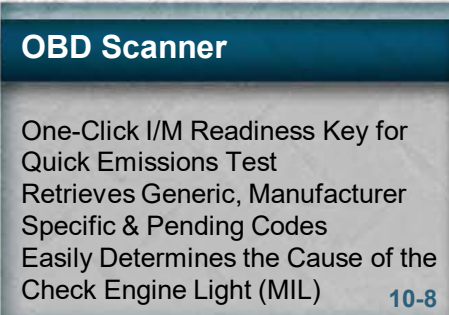 OBD Scanner
One-Click I/M Readiness Key for
Quick Emissions Test
Retrieves Generic, Manufacturer
Specific & Pending Codes
Easily Determines the Cause of the
Check Engine Light (MIL)
10-8